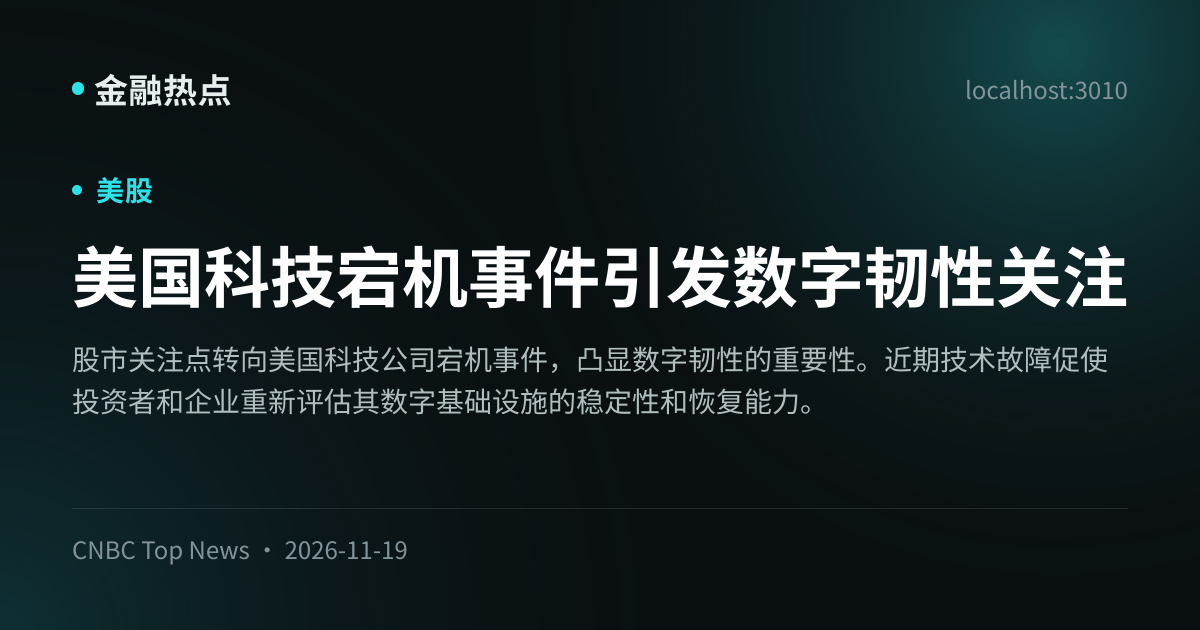 金融热点
localhost:3010
美股
美国科技宕机事件引发数字韧性关注
股市关注点转向美国科技公司宕机事件，凸显数字韧性的重要性。近期技术故障促使
投资者和企业重新评估其数字基础设施的稳定性和恢复能力。
CNBC Top News · 2026-11-19